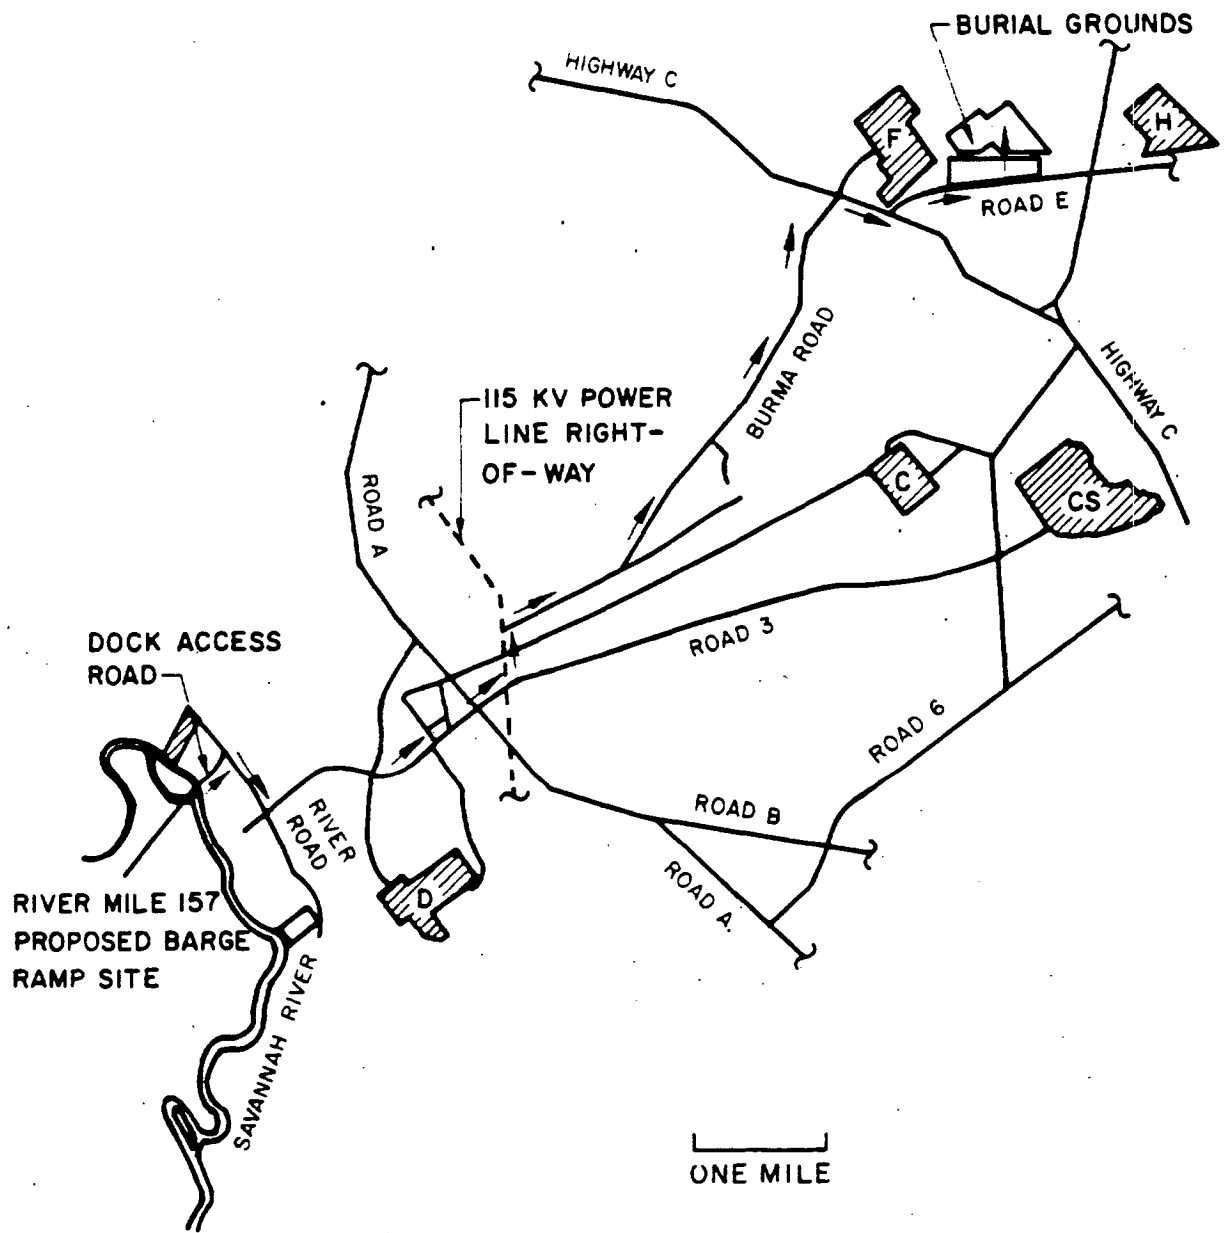 BURIAL GROUNDS
HIGHWAY C
F
H
ROAD E
BURMA ROAD
HIGHWAY C
115 KV POWER
LINE RIGHT-
OF-WAY
ROAD A
C
CS
DOCK ACCESS
ROAD
ROAD 3
ROAD 6
RIVER
ROAD
ROAD B
D
ROAD A.
RIVER MILE 157
PROPOSED BARGE
RAMP SITE
SAVANNAH RIVER
ONE MILE